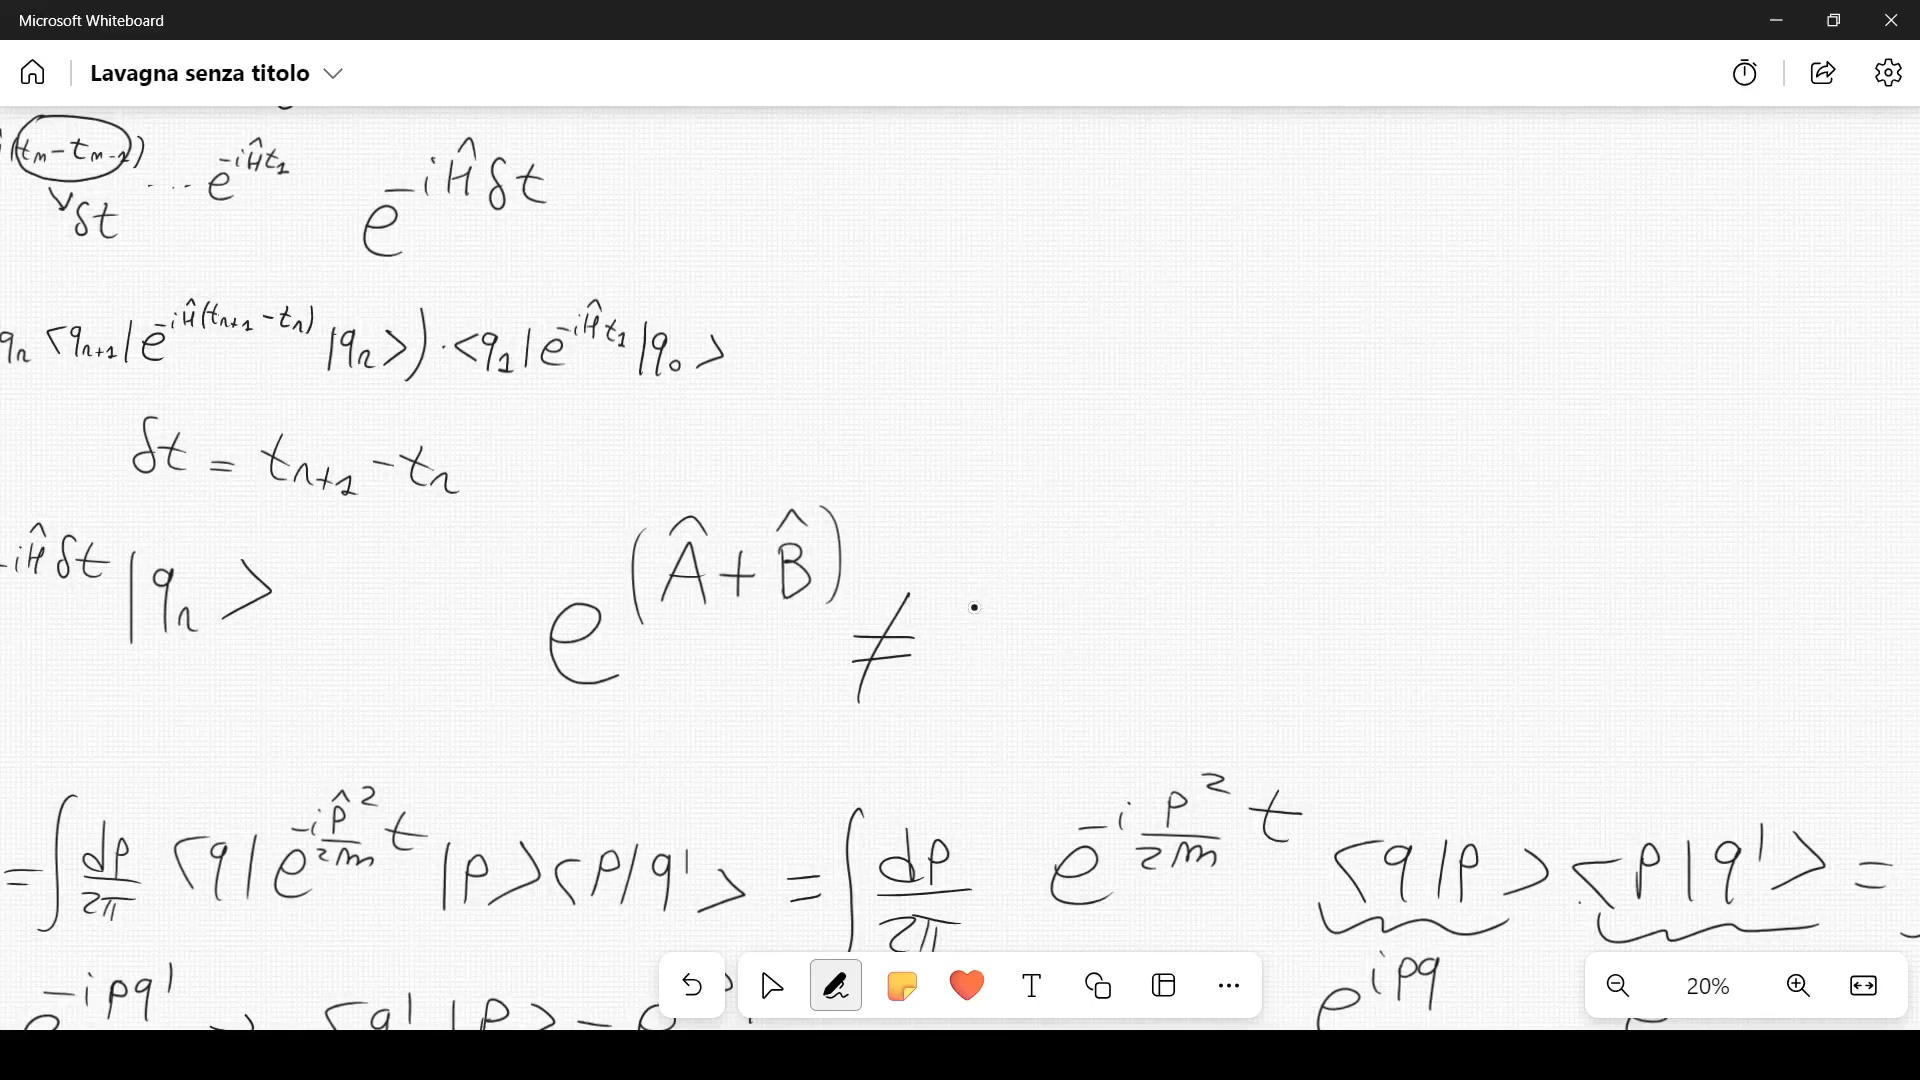 Microsoft Whiteboard
Lavagna senza titolo
(t_m - t_{m-1}) ... e^{-iĤt_1} e^{-iĤδt}
δt
q_n <q_{n+1}|e^{-iĤ(t_{n+1} - t_n)}|q_n>) · <q_1|e^{-iĤt_1}|q_0>
δt = t_{n+1} - t_n
-iĤδt |q_n> e^{(Â+B̂)} ≠
= ∫ dp/2π <q|e^{-i p̂²/2m t}|p><p|q'> = ∫ dp/2π e^{-i p²/2m t} <q|p><p|q'> =
-ipq' <q'|p> = e^{ipq}
T
20%